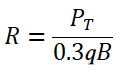 R = P_T / 0.3qB